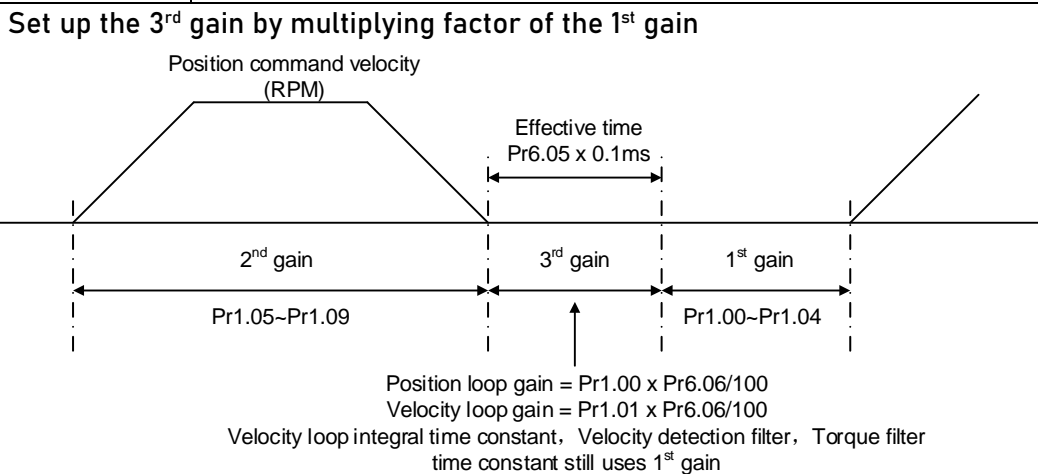 Set up the 3rd gain by multiplying factor of the 1st gain
Position command velocity
(RPM)
Effective time
Pr6.05 x 0.1ms
2nd gain
3rd gain
1st gain
Pr1.05~Pr1.09
Pr1.00~Pr1.04
Position loop gain = Pr1.00 x Pr6.06/100
Velocity loop gain = Pr1.01 x Pr6.06/100
Velocity loop integral time constant，Velocity detection filter，Torque filter
time constant still uses 1st gain